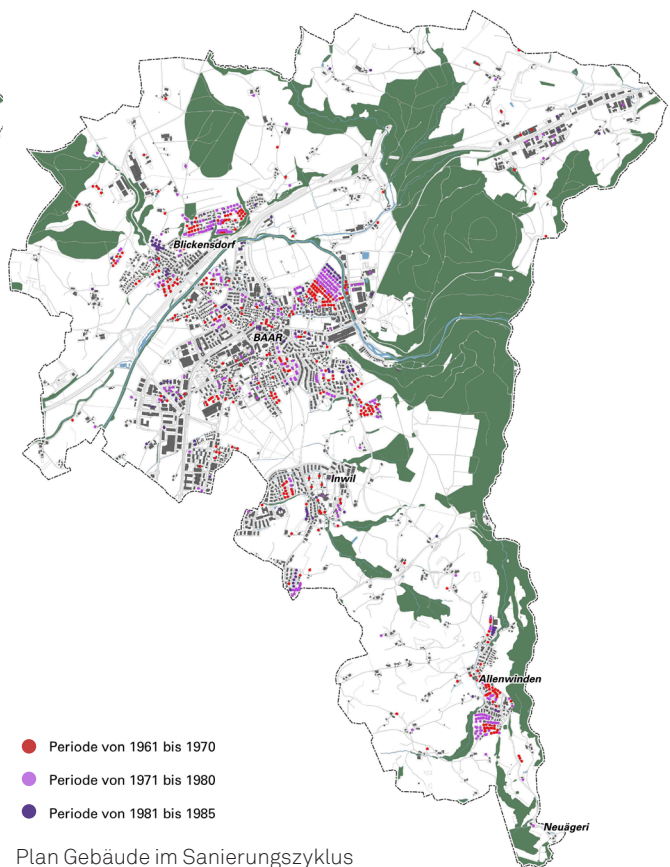 Blickensdorf
BAAR
Inwil
Allenwinden
Neuägeri
Periode von 1961 bis 1970
Periode von 1971 bis 1980
Periode von 1981 bis 1985
Plan Gebäude im Sanierungszyklus